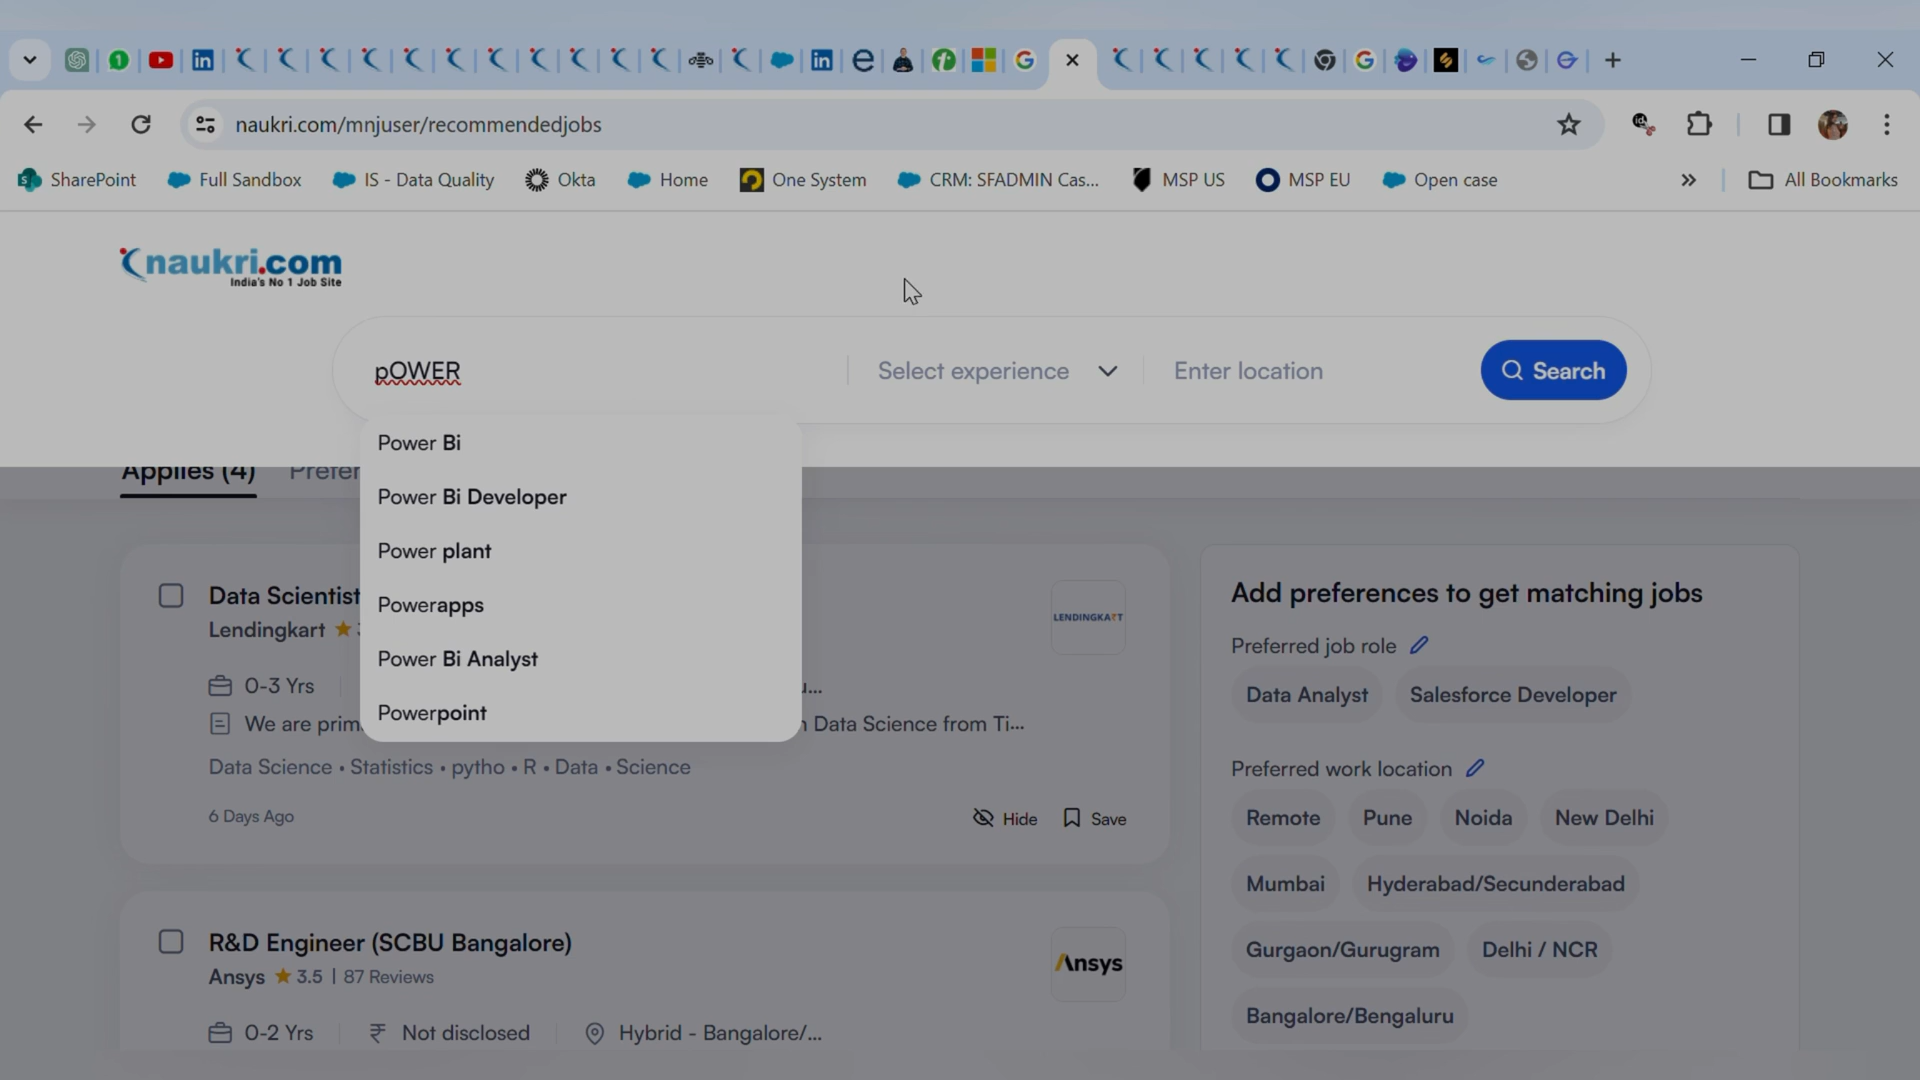 naukri.com/mnjuser/recommendedjobs
SharePoint Full Sandbox IS - Data Quality Okta Home One System CRM: SFADMIN Cas... MSP US MSP EU Open case » All Bookmarks
naukri.com
India's No 1 Job Site
pOWER Select experience Enter location Search
Power Bi
Power Bi Developer
Power plant
Powerapps
Power Bi Analyst
Powerpoint
Applies (4) Prefer
Data Scientist
Lendingkart
LENDINGKART
0-3 Yrs
We are prim Data Science from Ti...
Data Science • Statistics • pytho • R • Data • Science
6 Days Ago Hide Save
R&D Engineer (SCBU Bangalore)
Ansys 3.5 | 87 Reviews
Ansys
0-2 Yrs ₹ Not disclosed Hybrid - Bangalore/...
Add preferences to get matching jobs
Preferred job role
Data Analyst Salesforce Developer
Preferred work location
Remote Pune Noida New Delhi
Mumbai Hyderabad/Secunderabad
Gurgaon/Gurugram Delhi / NCR
Bangalore/Bengaluru